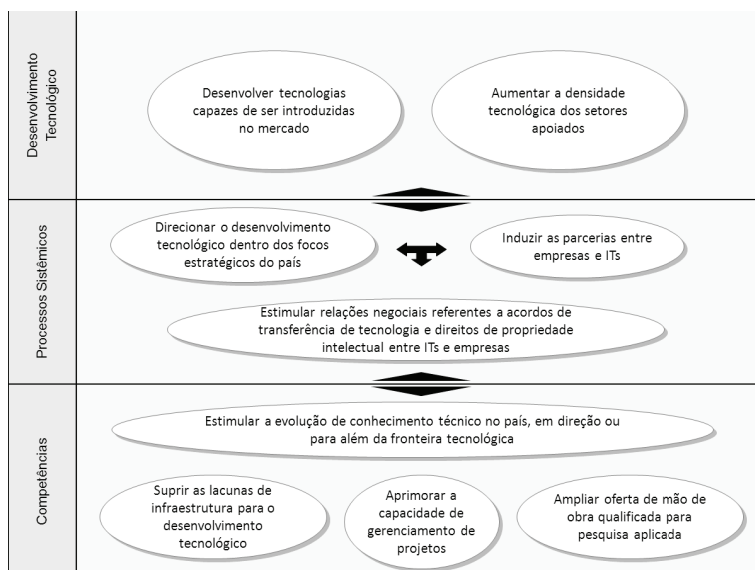 Desenvolvimento
Tecnológico
Desenvolver tecnologias
capazes de ser introduzidas
no mercado
Aumentar a densidade
tecnológica dos setores
apoiados
Processos Sistêmicos
Direcionar o desenvolvimento
tecnológico dentro dos focos
estratégicos do país
Induzir as parcerias entre
empresas e ITs
Estimular relações negociais referentes a acordos de
transferência de tecnologia e direitos de propriedade
intelectual entre ITs e empresas
Competências
Estimular a evolução de conhecimento técnico no país, em direção ou
para além da fronteira tecnológica
Suprir as lacunas de
infraestrutura para o
desenvolvimento
tecnológico
Aprimorar a
capacidade de
gerenciamento de
projetos
Ampliar oferta de mão de
obra qualificada para
pesquisa aplicada